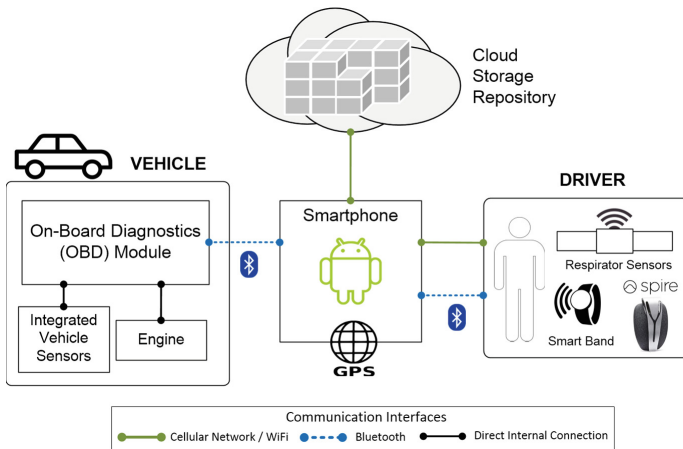 Cloud
Storage
Repository
VEHICLE
DRIVER
On-Board Diagnostics
(OBD) Module
Integrated
Vehicle
Sensors
Engine
Smartphone
GPS
Respirator Sensors
spire
Smart Band
Communication Interfaces
Cellular Network / WiFi
Bluetooth
Direct Internal Connection